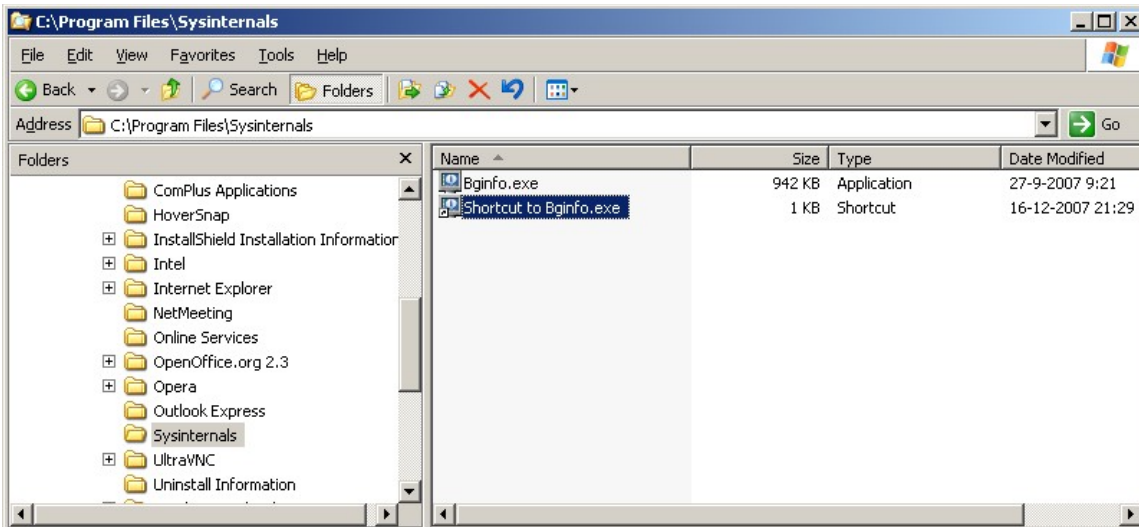 C:\Program Files\Sysinternals
File Edit View Favorites Tools Help
Back Search Folders
Address C:\Program Files\Sysinternals Go
Folders
ComPlus Applications
HoverSnap
InstallShield Installation Information
Intel
Internet Explorer
NetMeeting
Online Services
OpenOffice.org 2.3
Opera
Outlook Express
Sysinternals
UltraVNC
Uninstall Information
Name Size Type Date Modified
Bginfo.exe 942 KB Application 27-9-2007 9:21
Shortcut to Bginfo.exe 1 KB Shortcut 16-12-2007 21:29